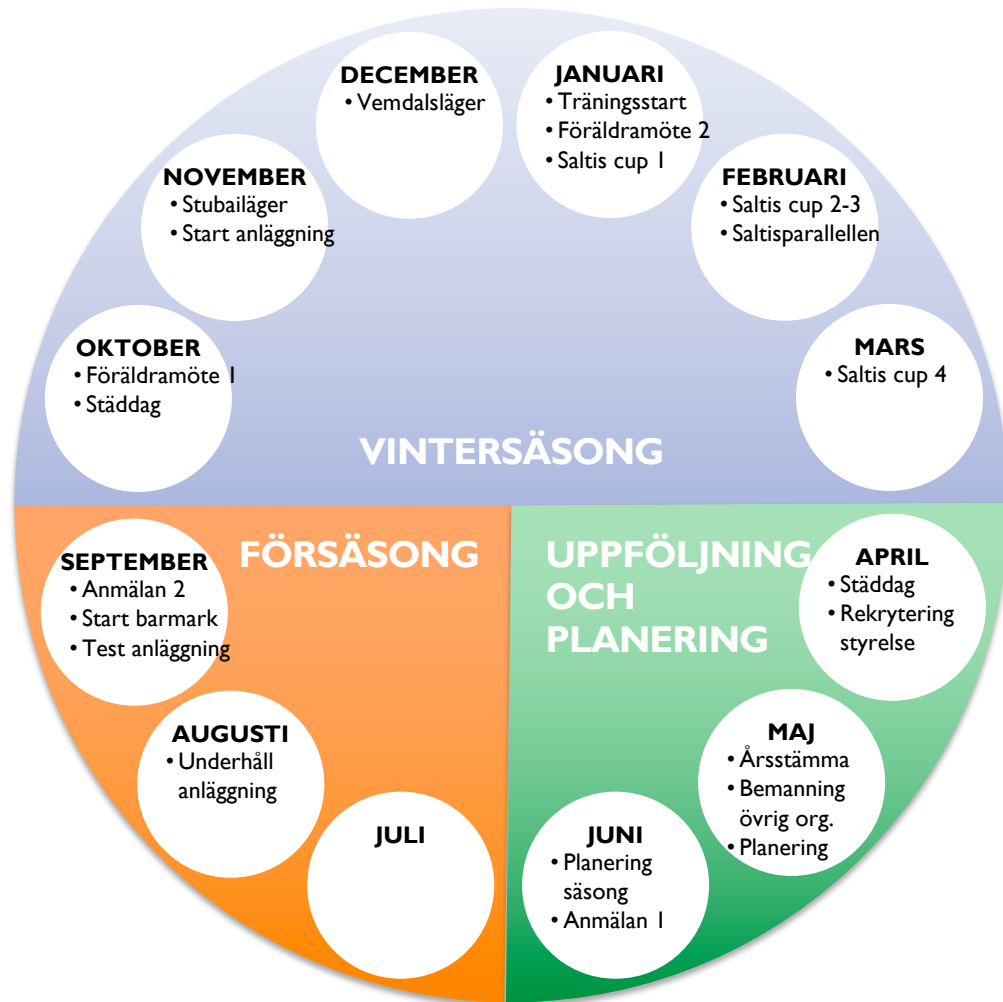 DECEMBER
• Vemdalsläger
JANUARI
• Träningsstart
• Föräldramöte 2
• Saltis cup 1
NOVEMBER
• Stubailäger
• Start anläggning
FEBRUARI
• Saltis cup 2-3
• Saltisparallellen
OKTOBER
• Föräldramöte 1
• Städdag
MARS
• Saltis cup 4
VINTERSÄSONG
SEPTEMBER
• Anmälan 2
• Start barmark
• Test anläggning
FÖRSÄSONG
UPPFÖLJNING
OCH
PLANERING
APRIL
• Städdag
• Rekrytering
styrelse
AUGUSTI
• Underhåll
anläggning
MAJ
• Årsstämma
• Bemanning
övrig org.
• Planering
JULI
JUNI
• Planering
säsong
• Anmälan 1